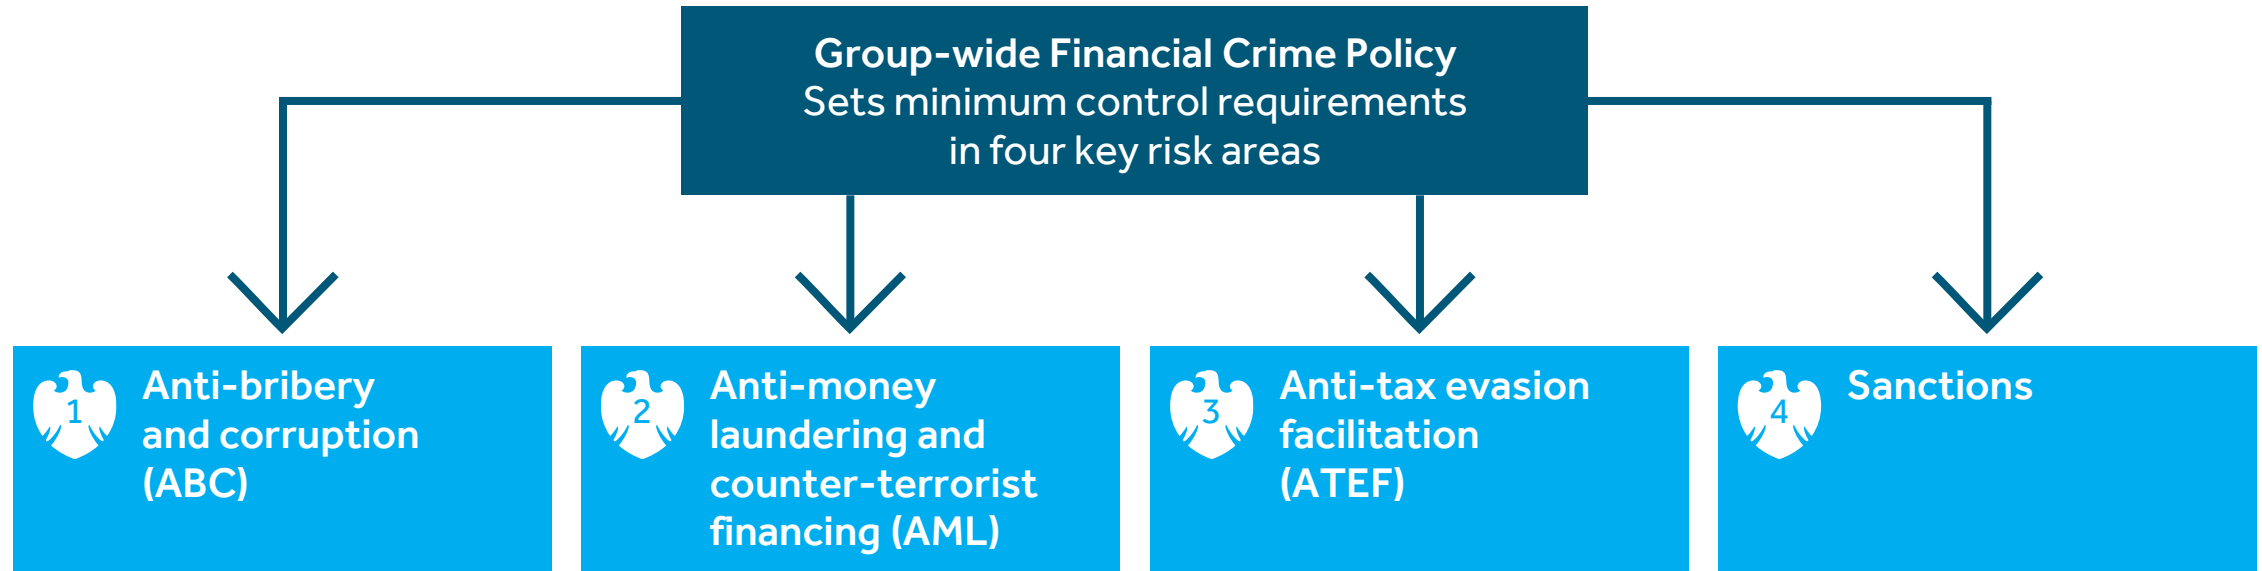 Group-wide Financial Crime Policy
Sets minimum control requirements
in four key risk areas
1
Anti-bribery
and corruption
(ABC)
2
Anti-money
laundering and
counter-terrorist
financing (AML)
3
Anti-tax evasion
facilitation
(ATEF)
4
Sanctions